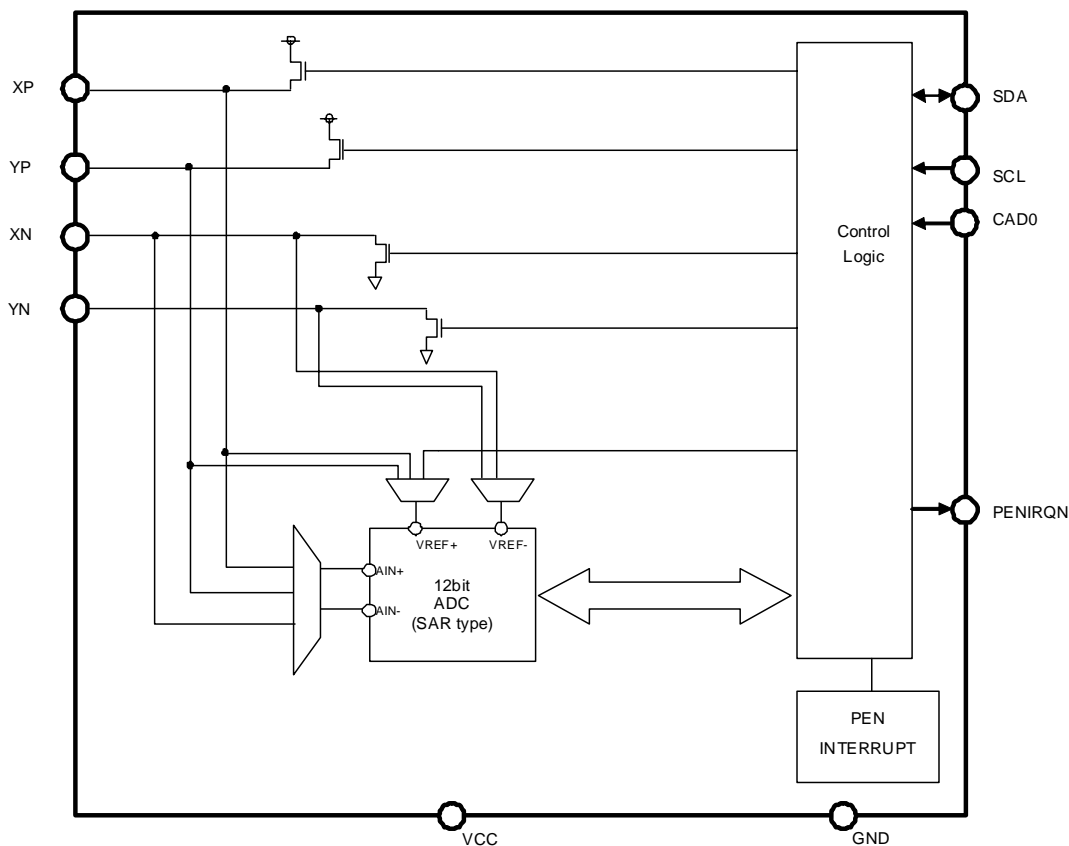 XP
YP
XN
YN
SDA
SCL
CAD0
Control
Logic
PENIRQN
VREF+
VREF-
AIN+
AIN-
12bit
ADC
(SAR type)
PEN
INTERRUPT
VCC
GND